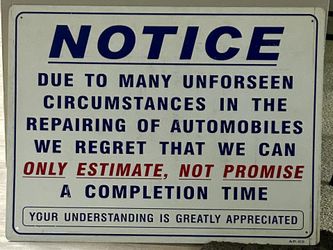 NOTICE
DUE TO MANY UNFORSEEN
CIRCUMSTANCES IN THE
REPAIRING OF AUTOMOBILES
WE REGRET THAT WE CAN
ONLY ESTIMATE, NOT PROMISE
A COMPLETION TIME
YOUR UNDERSTANDING IS GREATLY APPRECIATED